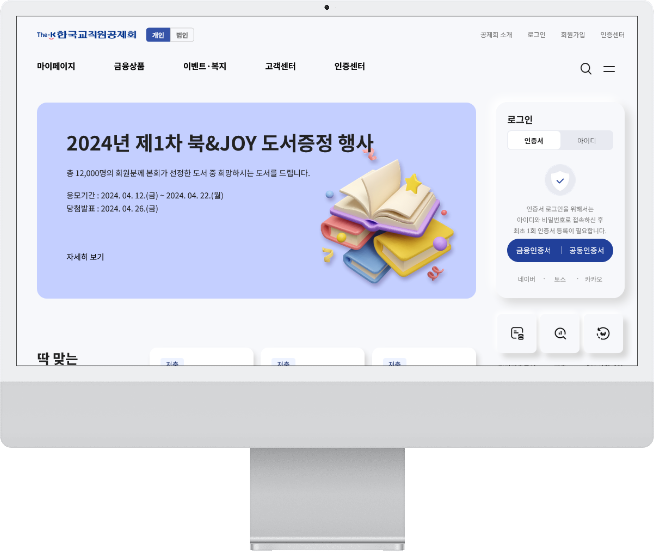 The-K한국교직원공제회 개인 법인 공제회 소개 로그인 회원가입 인증센터
마이페이지 금융상품 이벤트·복지 고객센터 인증센터
2024년 제1차 북&JOY 도서증정 행사
총 12,000명의 회원분께 본회가 선정한 도서 중 희망하시는 도서를 드립니다.
응모기간 : 2024. 04. 12.(금) ~ 2024. 04. 22.(월)
당첨발표 : 2024. 04. 26.(금)
자세히 보기
로그인
인증서 아이디
인증서 로그인을 위해서는
아이디와 비밀번호로 접속하신 후
최초 1회 인증서 등록이 필요합니다.
금융인증서 공동인증서
네이버 토스 카카오
딱 맞는
저축 저축 저축